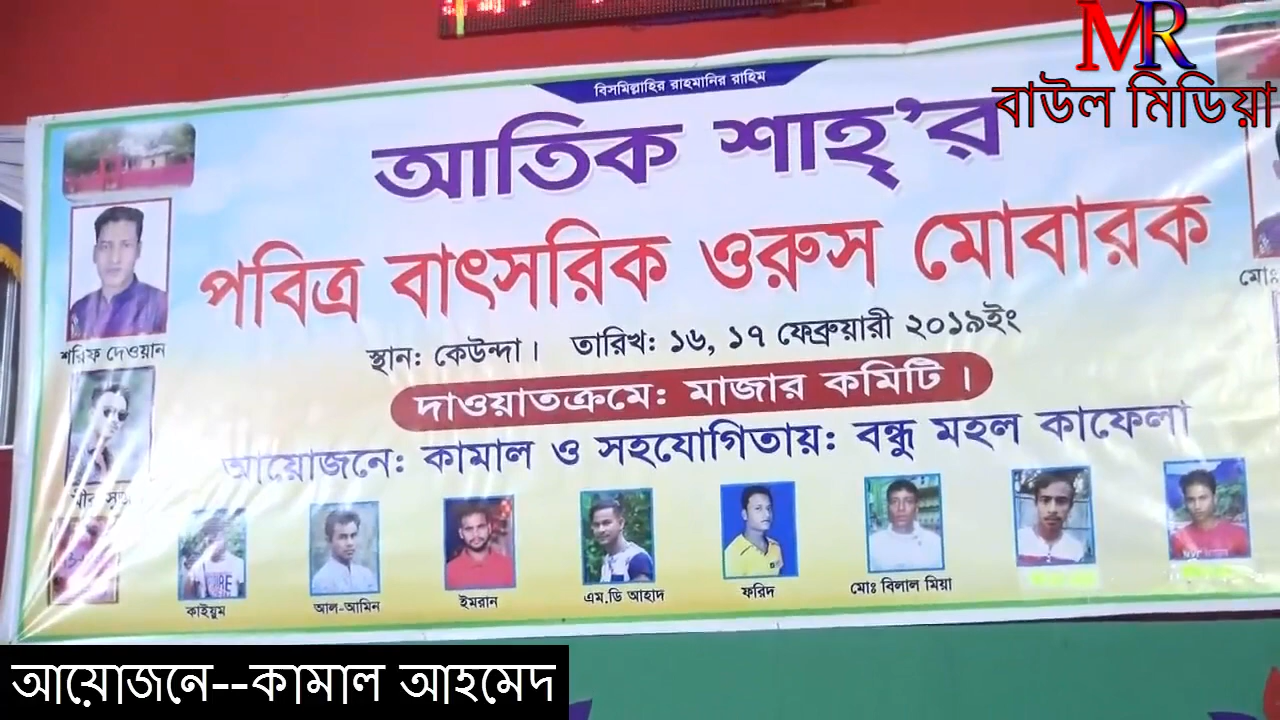 MR
বাউল মিডিয়া
বিসমিল্লাহির রাহমানির রাহিম
আতিক শাহ্'র
পবিত্র বাৎসরিক ওরুস মোবারক
স্থান: কেউন্দা। তারিখ: ১৬, ১৭ ফেব্রুয়ারী ২০১৯ইং
দাওয়াতক্রমে: মাজার কমিটি।
আয়োজনে: কামাল ও সহযোগিতায়: বন্ধু মহল কাফেলা
শরিফ দেওয়ান
মোঃ
কাইয়ুম
আল-আমিন
ইমরান
এম.ডি আহাদ
ফরিদ
মোঃ বিলাল মিয়া
আয়োজনে--কামাল আহমেদ